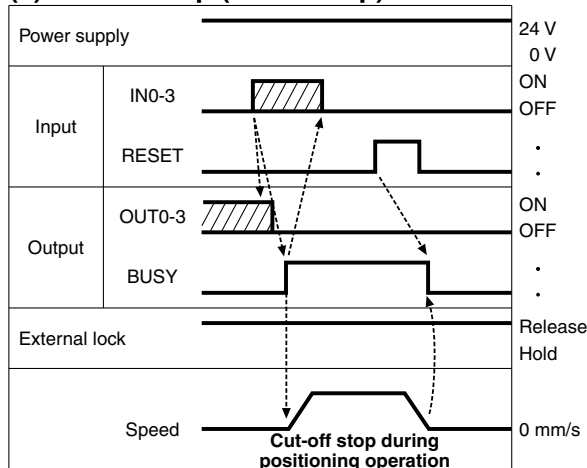 Power supply
24 V
0 V
Input
IN0-3
ON
OFF
RESET
Output
OUT0-3
ON
OFF
BUSY
External lock
Release
Hold
Speed
0 mm/s
Cut-off stop during
positioning operation